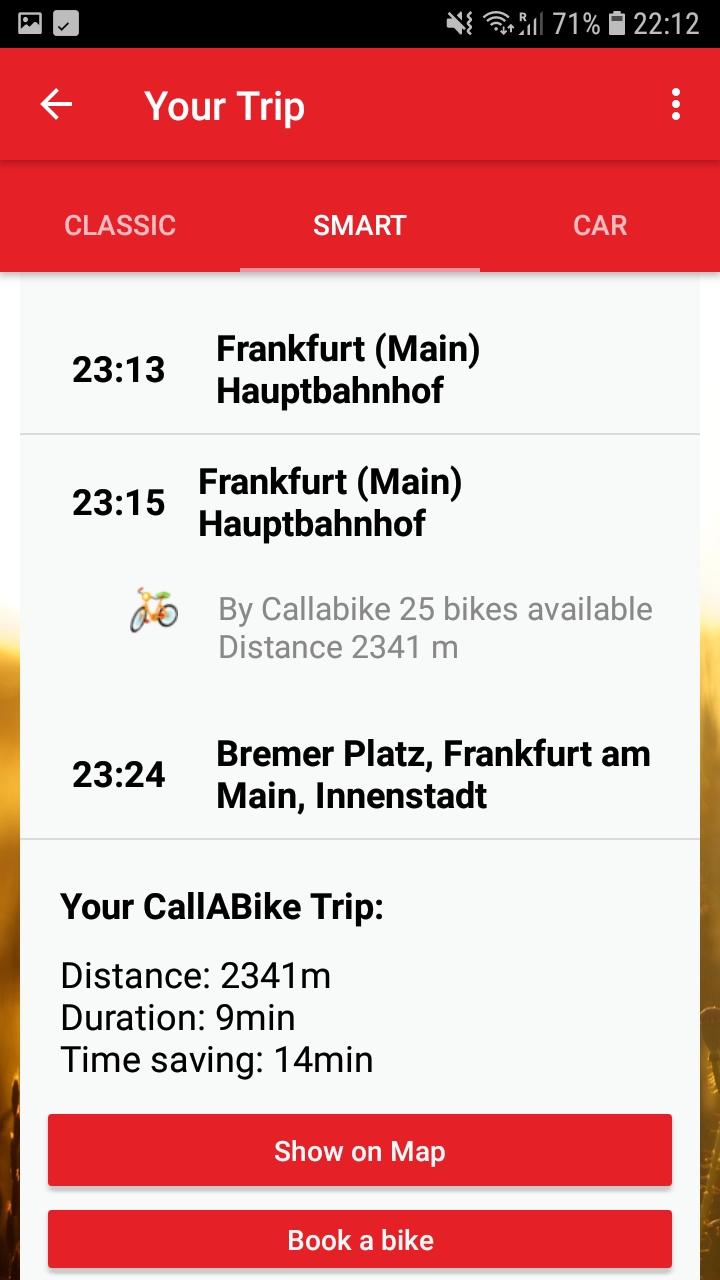 R 71% 22:12
Your Trip
CLASSIC SMART CAR
23:13 Frankfurt (Main)
Hauptbahnhof
23:15 Frankfurt (Main)
Hauptbahnhof
By Callabike 25 bikes available
Distance 2341 m
23:24 Bremer Platz, Frankfurt am
Main, Innenstadt
Your CallABike Trip:
Distance: 2341m
Duration: 9min
Time saving: 14min
Show on Map
Book a bike